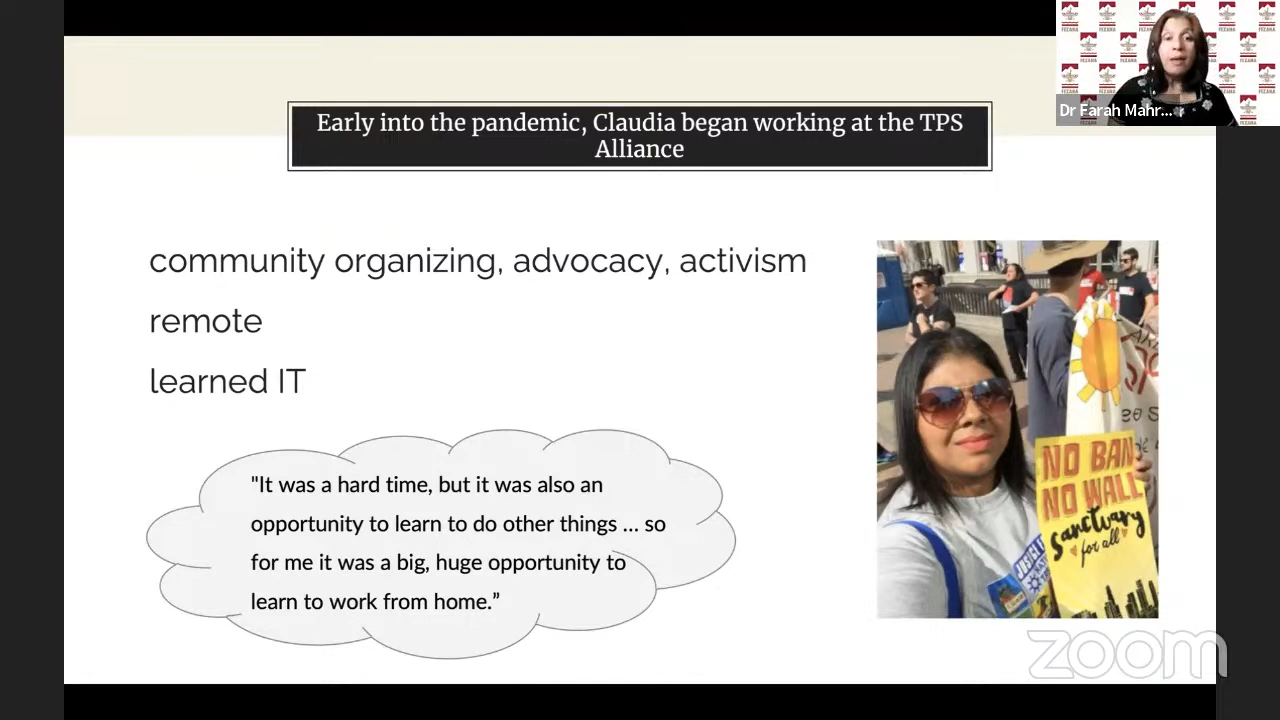 FEZANA
Dr Farah Mahr...
Early into the pandemic, Claudia began working at the TPS
Alliance
community organizing, advocacy, activism
remote
learned IT
"It was a hard time, but it was also an
opportunity to learn to do other things ... so
for me it was a big, huge opportunity to
learn to work from home.”
NO BAN
NO WALL
Sanctuary
for all
zoom